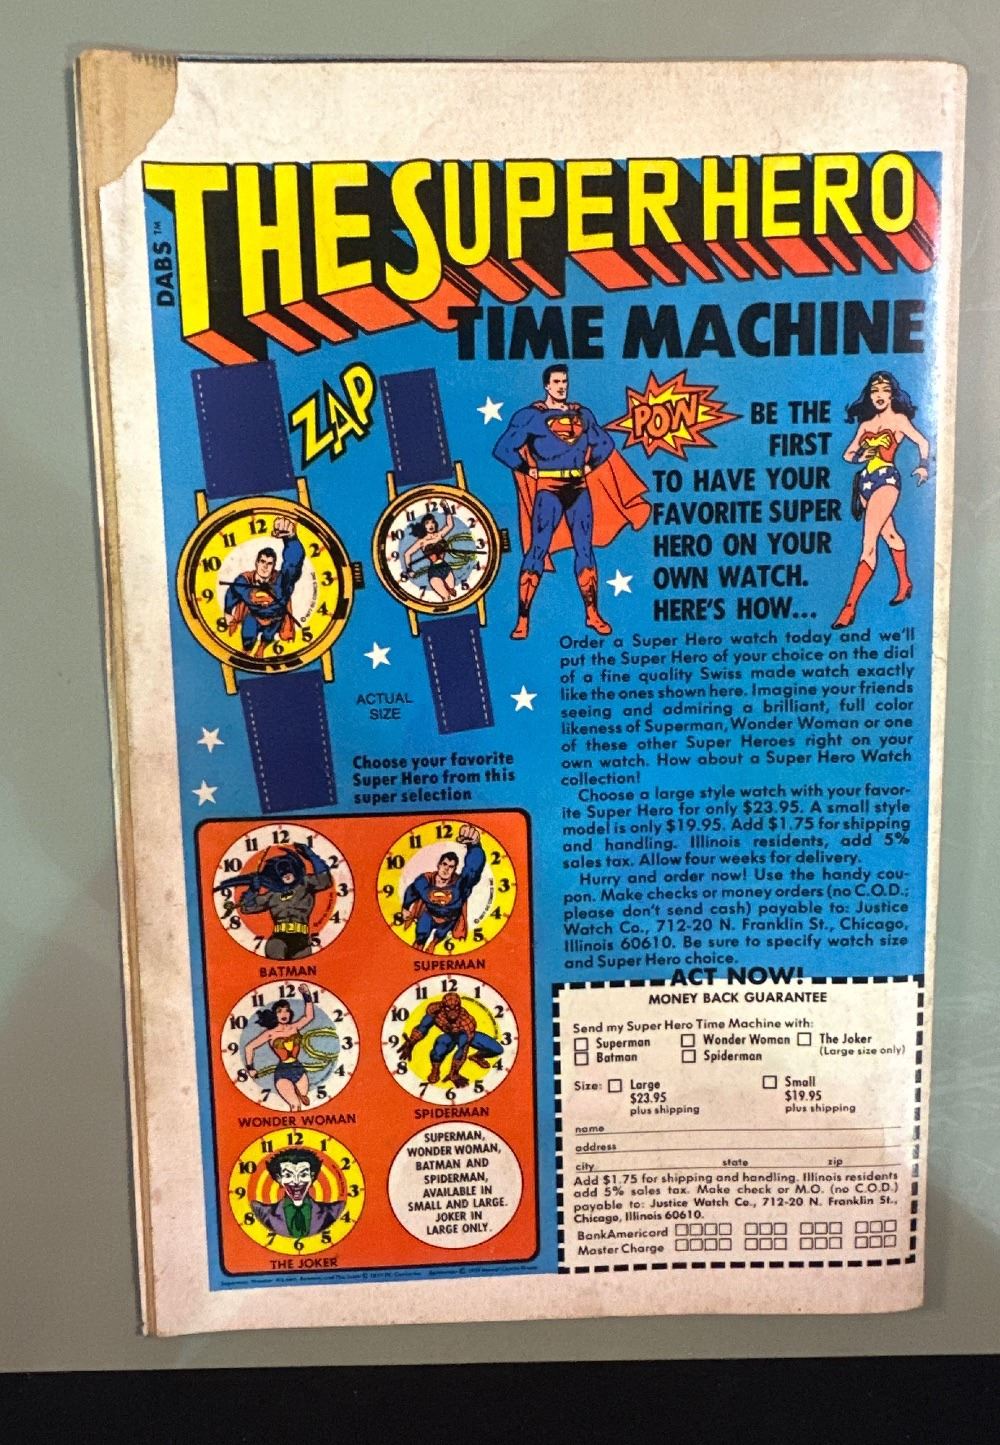 DABS™
THE SUPER HERO
TIME MACHINE
ZAP
POW
BE THE
FIRST
TO HAVE YOUR
FAVORITE SUPER
HERO ON YOUR
OWN WATCH.
HERE'S HOW...
ACTUAL
SIZE
Choose your favorite
Super Hero from this
super selection
Order a Super Hero watch today and we'll
put the Super Hero of your choice on the dial
of a fine quality Swiss made watch exactly
like the ones shown here. Imagine your friends
seeing and admiring a brilliant, full color
likeness of Superman, Wonder Woman or one
of these other Super Heroes right on your
own watch. How about a Super Hero Watch
collection!
Choose a large style watch with your favor-
ite Super Hero for only $23.95. A small style
model is only $19.95. Add $1.75 for shipping
and handling. Illinois residents, add 5%
sales tax. Allow four weeks for delivery.
Hurry and order now! Use the handy cou-
pon. Make checks or money orders (no C.O.D.;
please don't send cash) payable to: Justice
Watch Co., 712-20 N. Franklin St., Chicago,
Illinois 60610. Be sure to specify watch size
and Super Hero choice.
BATMAN
SUPERMAN
WONDER WOMAN
SPIDERMAN
THE JOKER
SUPERMAN,
WONDER WOMAN,
BATMAN AND
SPIDERMAN,
AVAILABLE IN
SMALL AND LARGE.
JOKER IN
LARGE ONLY.
ACT NOW!
MONEY BACK GUARANTEE
Send my Super Hero Time Machine with:
Superman Wonder Woman The Joker
Batman Spiderman (Large size only)
Size: Large Small
$23.95 $19.95
plus shipping plus shipping
name
address
city state zip
Add $1.75 for shipping and handling. Illinois residents
add 5% sales tax. Make check or M.O. (no C.O.D.)
payable to: Justice Watch Co., 712-20 N. Franklin St.,
Chicago, Illinois 60610.
BankAmericard
Master Charge